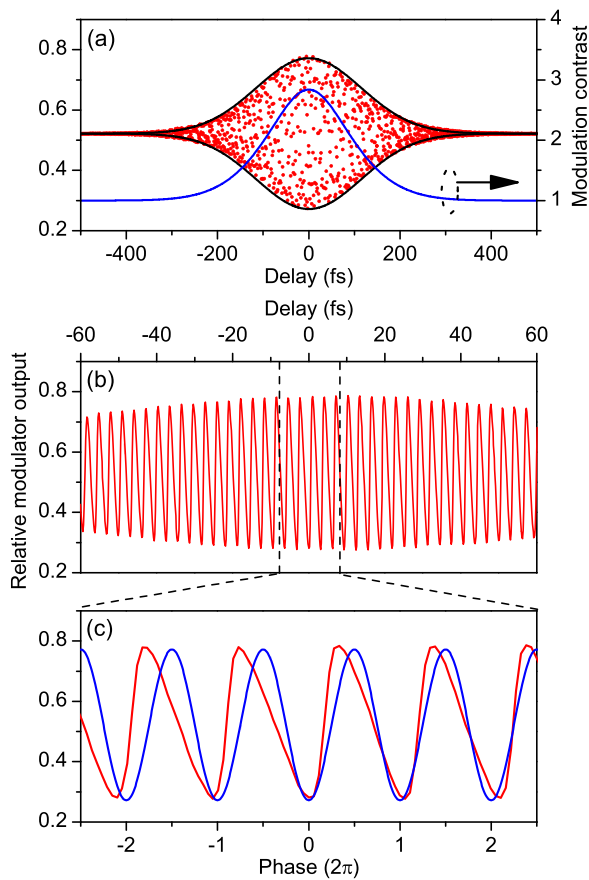 (a)
0.8
0.6
0.4
0.2
4
3
2
1
Modulation contrast
-400 -200 0 200 400
Delay (fs)
Delay (fs)
-60 -40 -20 0 20 40 60
(b)
0.8
0.6
0.4
0.2
Relative modulator output
(c)
0.8
0.6
0.4
0.2
-2 -1 0 1 2
Phase (2π)